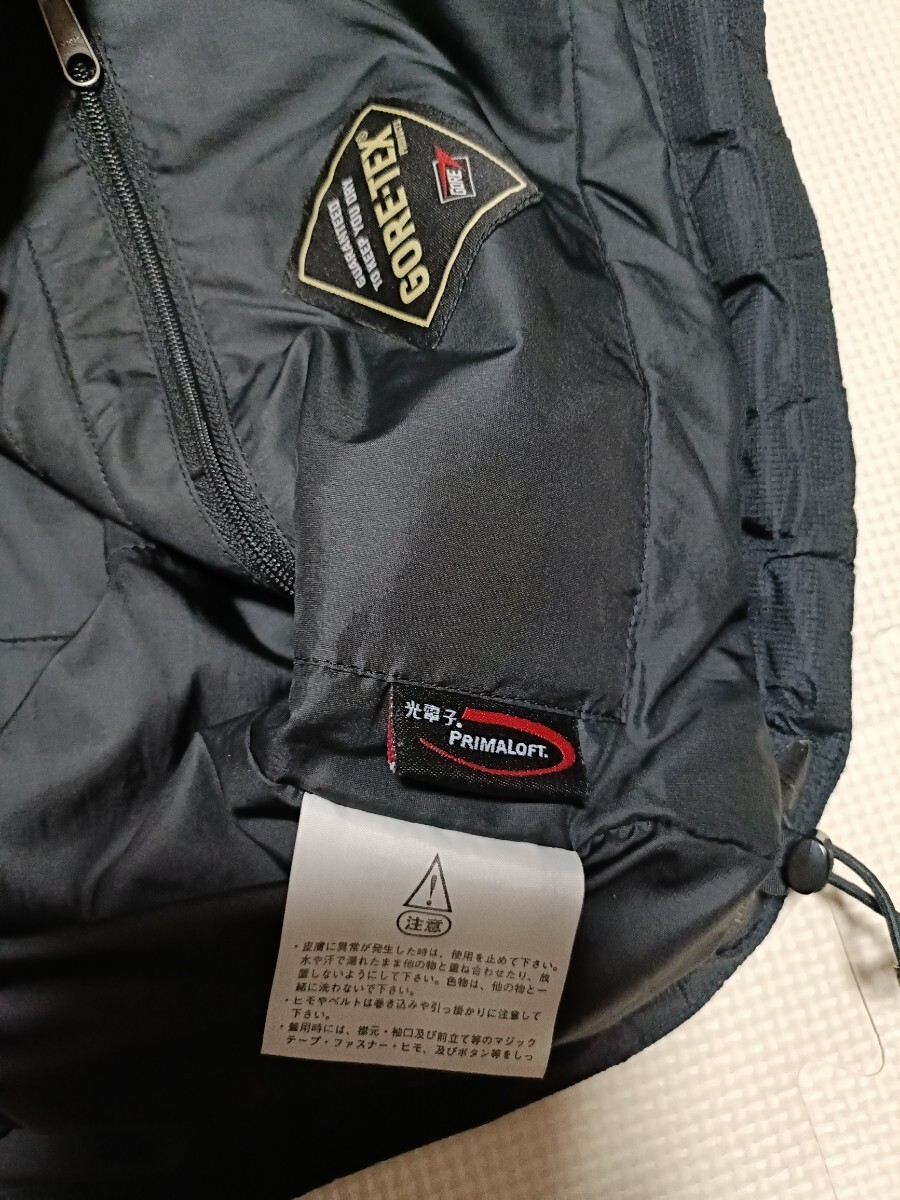 GORE-TEX®
GUARANTEED
TO KEEP YOU DRY
GORE
光電子®
PRIMALOFT.
注意
・皮膚に異常が発生した時は、使用を止めて下さい。
水や汗で濡れたまま他の物と重ね合わせたり、放
置しないようにして下さい。色物は、他の物と一
緒に洗わないで下さい。
・ヒモやベルトは巻き込みや引っ掛かりに注意して
下さい。
・着用時には、襟元・袖口及び前立て等のマジック
テープ・ファスナー・ヒモ、及びボタン等をしっ